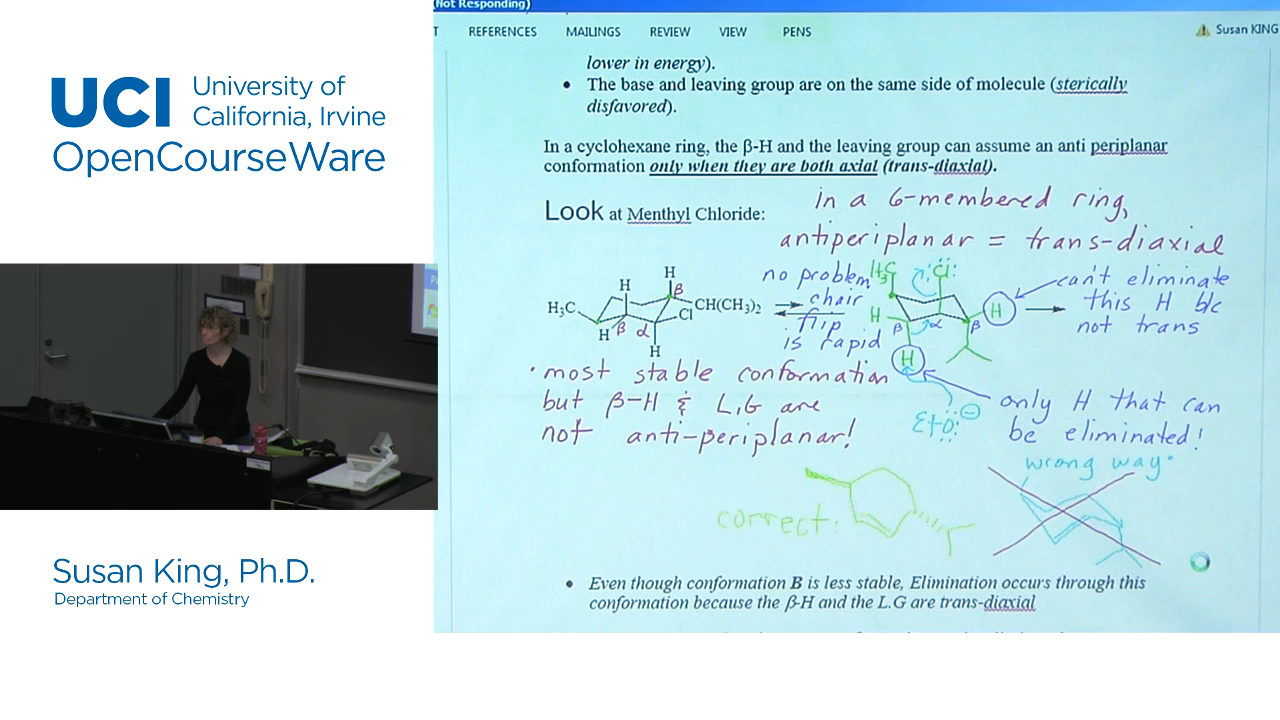 (Not Responding)
T REFERENCES MAILINGS REVIEW VIEW PENS Susan KING
UCI University of
California, Irvine
OpenCourseWare
lower in energy).
• The base and leaving group are on the same side of molecule (sterically
disfavored).
In a cyclohexane ring, the β-H and the leaving group can assume an anti periplanar
conformation only when they are both axial (trans-diaxial).
in a 6-membered ring,
Look at Menthyl Chloride:
antiperiplanar = trans-diaxial
H H β H₃C CH(CH₃)₂ Cl H β α H
no problem
chair
flip
is rapid
H₃C Cl: H H β α β H
can't eliminate
this H b/c
not trans
• most stable conformation
but β-H & L.G are
not anti-periplanar!
EtO: ⊖
only H that can
be eliminated!
wrong way
correct:
• Even though conformation B is less stable, Elimination occurs through this
conformation because the β-H and the L.G are trans-diaxial
Susan King, Ph.D.
Department of Chemistry